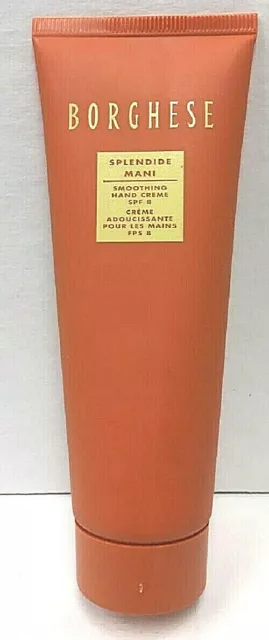 BORGHESE
SPLENDIDE
MANI
SMOOTHING
HAND CREME
SPF 8
CRÈME
ADOUCISSANTE
POUR LES MAINS
FPS 8